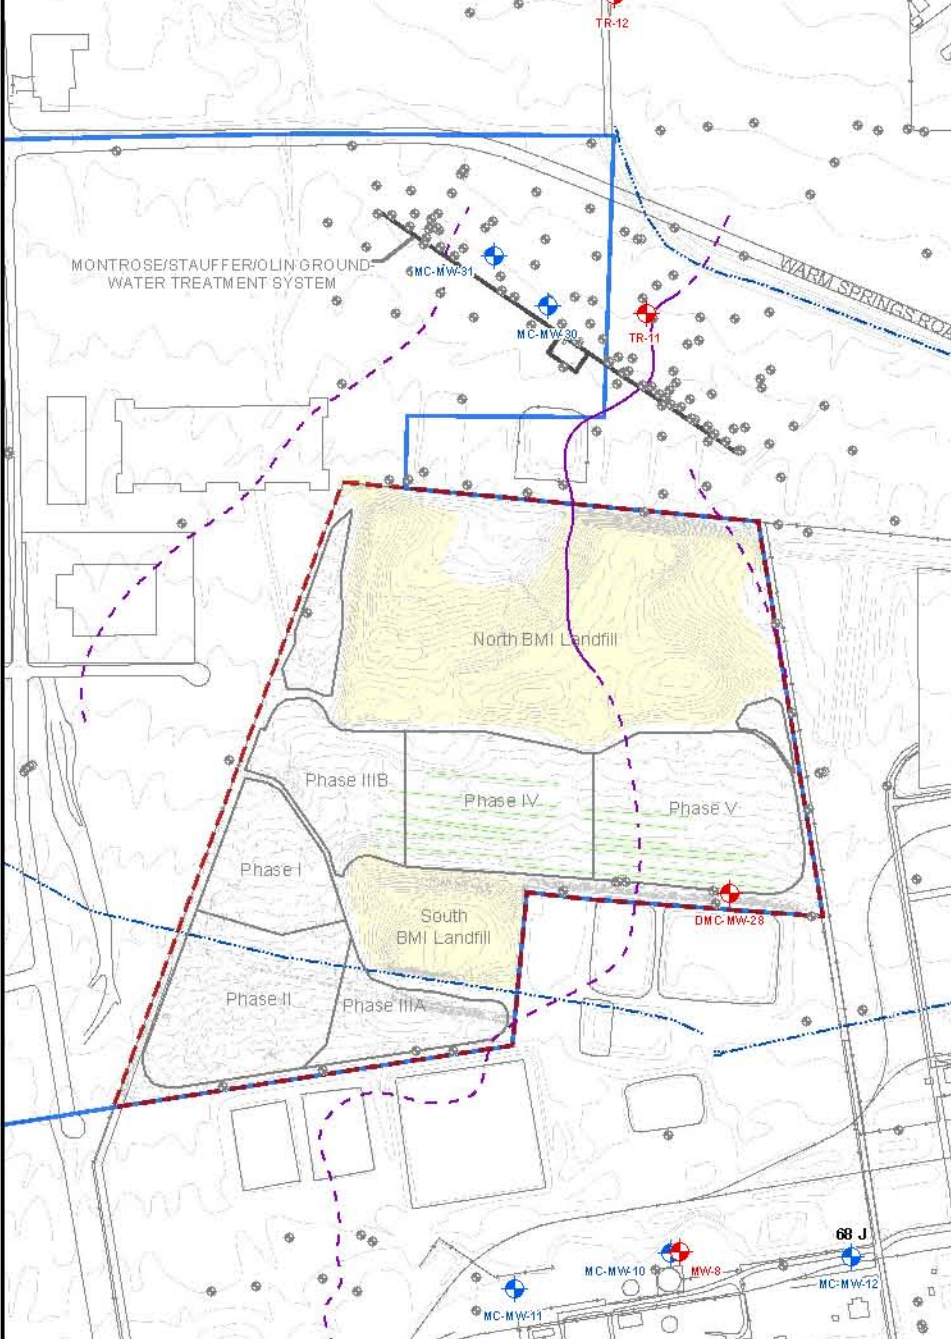 TR-12
WARM SPRINGS ROA
MONTROSE/STAUFFER/OLIN GROUND-
WATER TREATMENT SYSTEM
MC-MW-31
MC-MW-30
TR-11
North BMI Landfill
Phase IIIB
Phase IV
Phase V
Phase I
South
BMI Landfill
DMC-MW-28
Phase II
Phase IIIA
68 J
MC-MW-10
MW-8
MC-MW-12
MC-MW-11